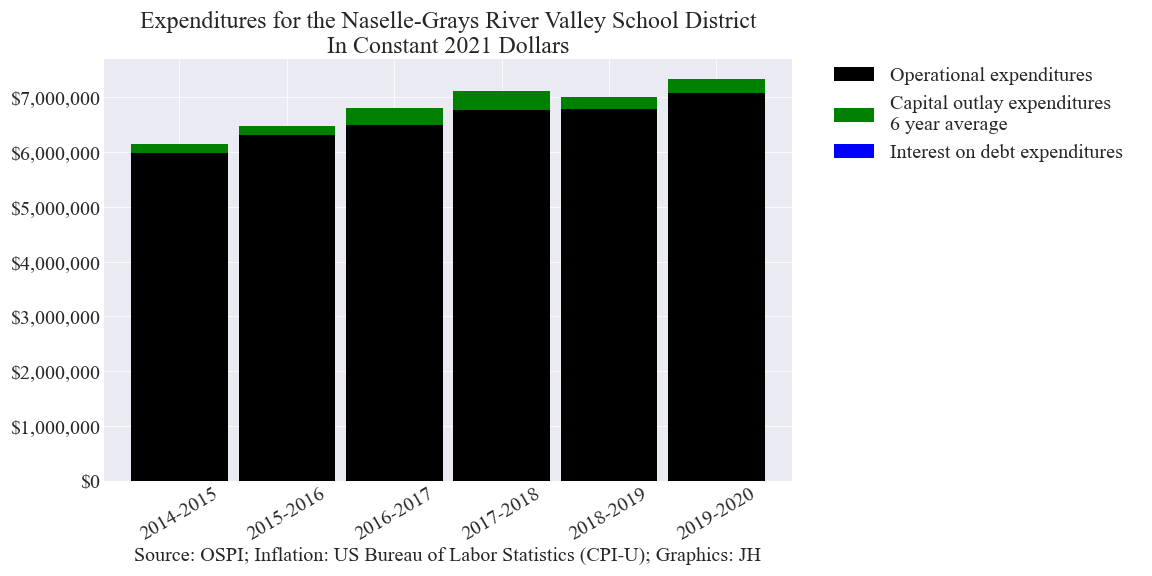 Expenditures for the Naselle-Grays River Valley School District
In Constant 2021 Dollars
Operational expenditures
Capital outlay expenditures
6 year average
Interest on debt expenditures
$7,000,000
$6,000,000
$5,000,000
$4,000,000
$3,000,000
$2,000,000
$1,000,000
$0
2014-2015
2015-2016
2016-2017
2017-2018
2018-2019
2019-2020
Source: OSPI; Inflation: US Bureau of Labor Statistics (CPI-U); Graphics: JH